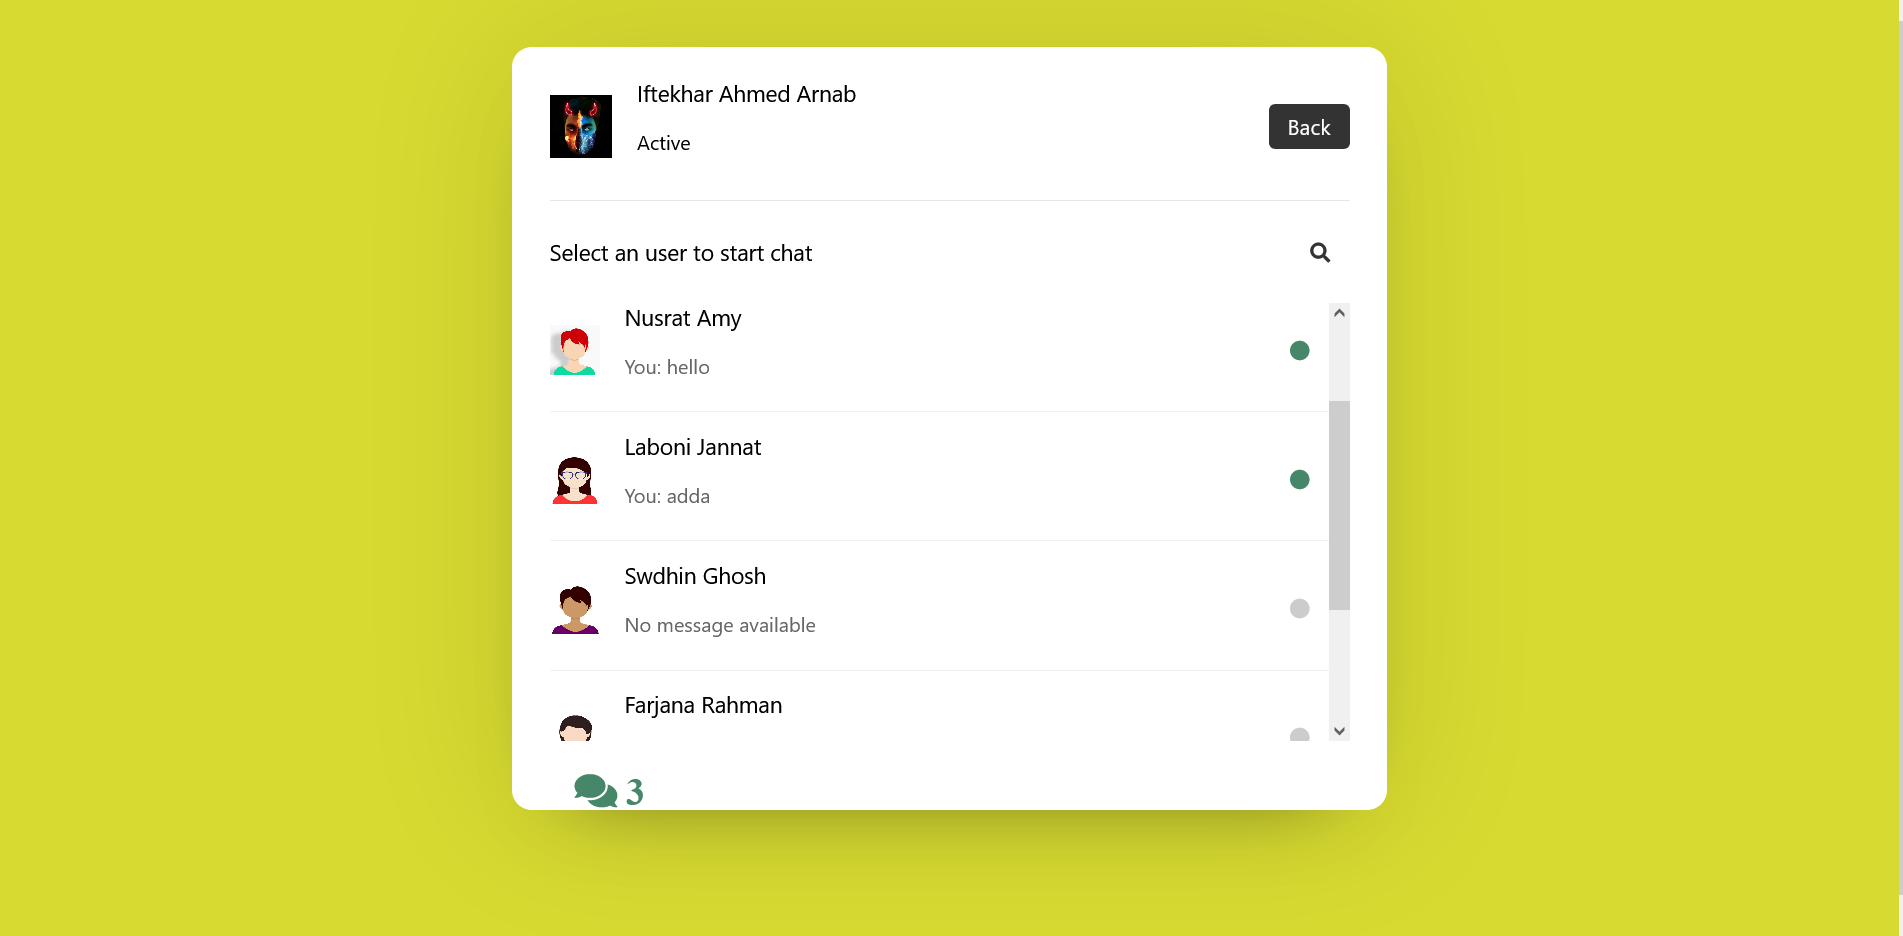 Iftekhar Ahmed Arnab
Active
Back
Select an user to start chat
Nusrat Amy
You: hello
Laboni Jannat
You: adda
Swdhin Ghosh
No message available
Farjana Rahman
3